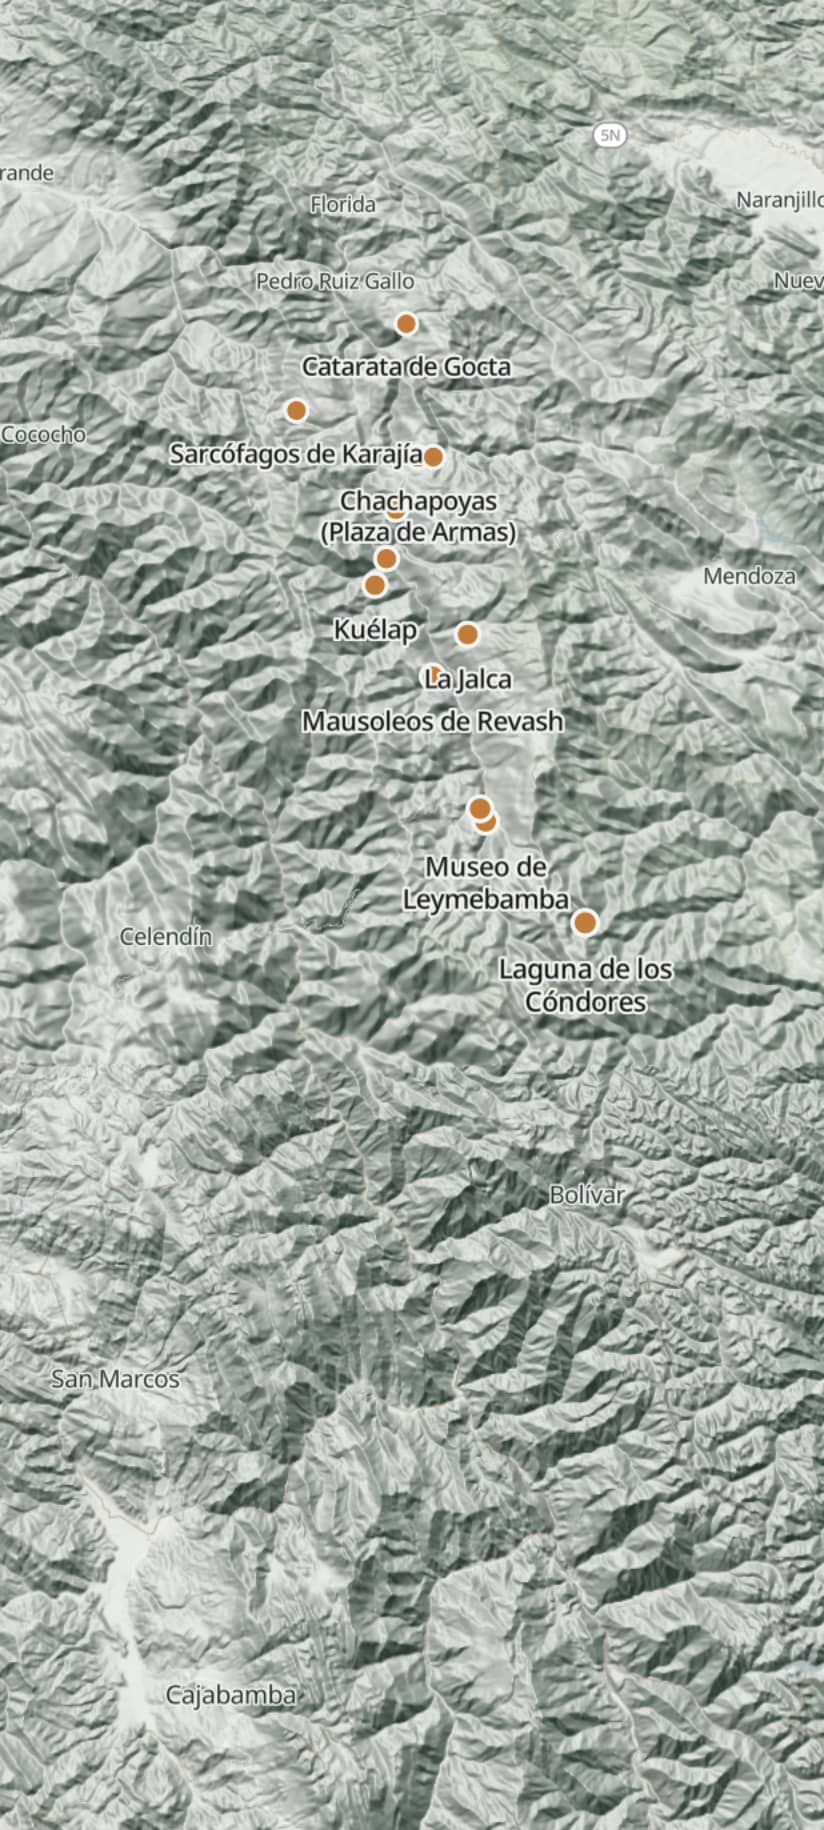 5N
rande
Naranjillo
Florida
Pedro Ruiz Gallo
Nuev
Catarata de Gocta
Cococho
Sarcófagos de Karajía
Chachapoyas
(Plaza de Armas)
Mendoza
Kuélap
La Jalca
Mausoleos de Revash
Museo de
Leymebamba
Celendín
Laguna de los
Cóndores
Bolívar
San Marcos
Cajabamba